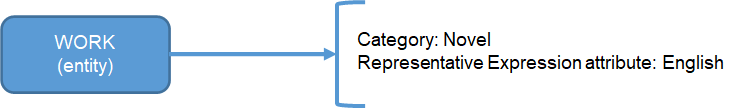 WORK
(entity)
Category: Novel
Representative Expression attribute: English